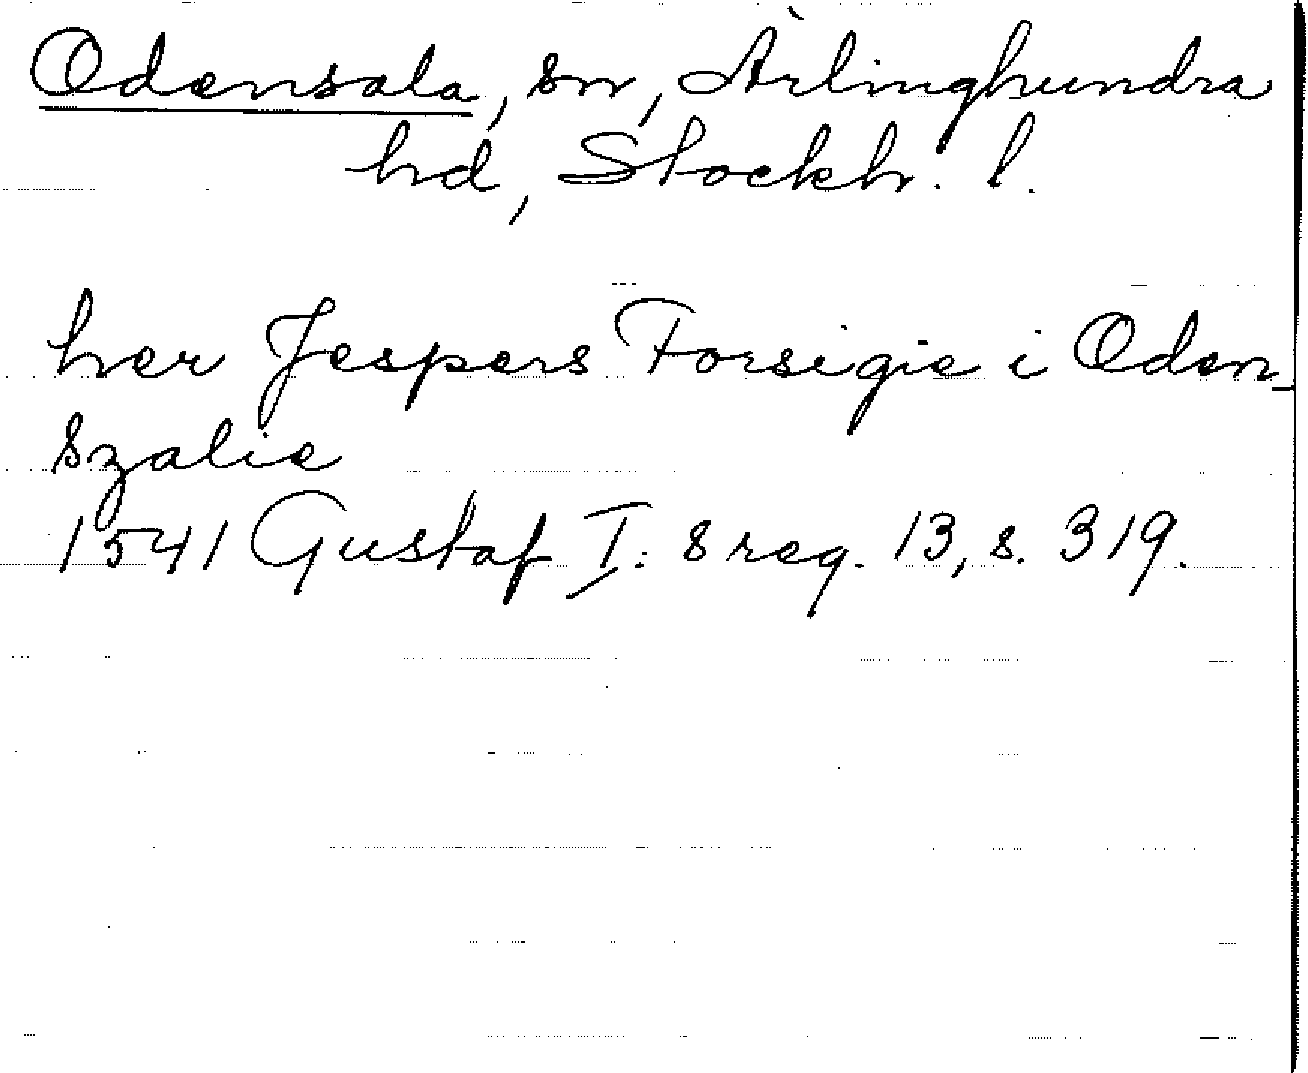 Odensala, sn, Ärlinghundra
hd, Stockh. l.
her Jespers Forsigie i Oden-
szalie
1541 Gustaf I: s reg. 13, s. 319.